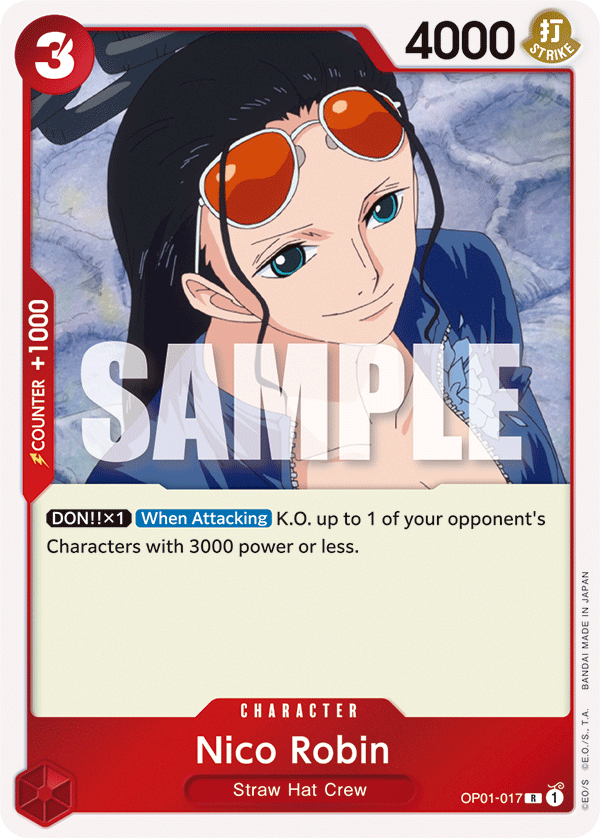 3
4000
打
STRIKE
COUNTER +1000
SAMPLE
DON!!×1 When Attacking K.O. up to 1 of your opponent's
Characters with 3000 power or less.
CHARACTER
Nico Robin
Straw Hat Crew
OP01-017 R 1
©EO/S ©E.O./S., T.A. BANDAI MADE IN JAPAN